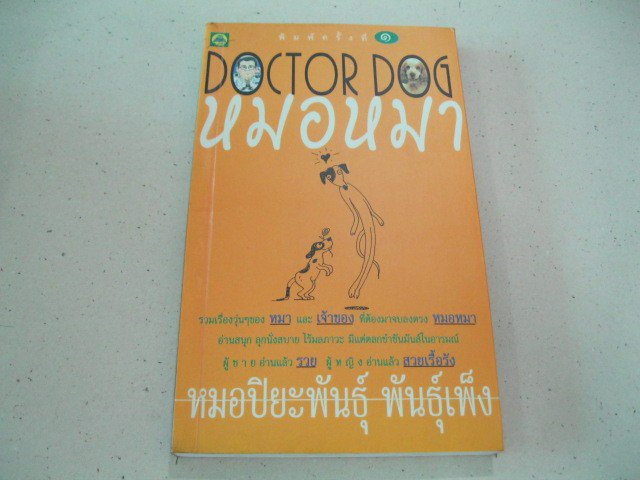 พิมพ์ครั้งที่ ๑
DOCTOR DOG
หมอหมา
รวมเรื่องวุ่นๆของ หมา และ เจ้าของ ที่ต้องมาจบลงตรง หมอหมา
อ่านสนุก ลุกนั่งสบาย ไร้มลภาวะ มีแต่ตลกขำขันมันส์ในอารมณ์
ผู้ชายอ่านแล้ว รวย ผู้หญิงอ่านแล้ว สวยเรื้อรัง
หมอปิยะพันธุ์ พันธุ์เพ็ง